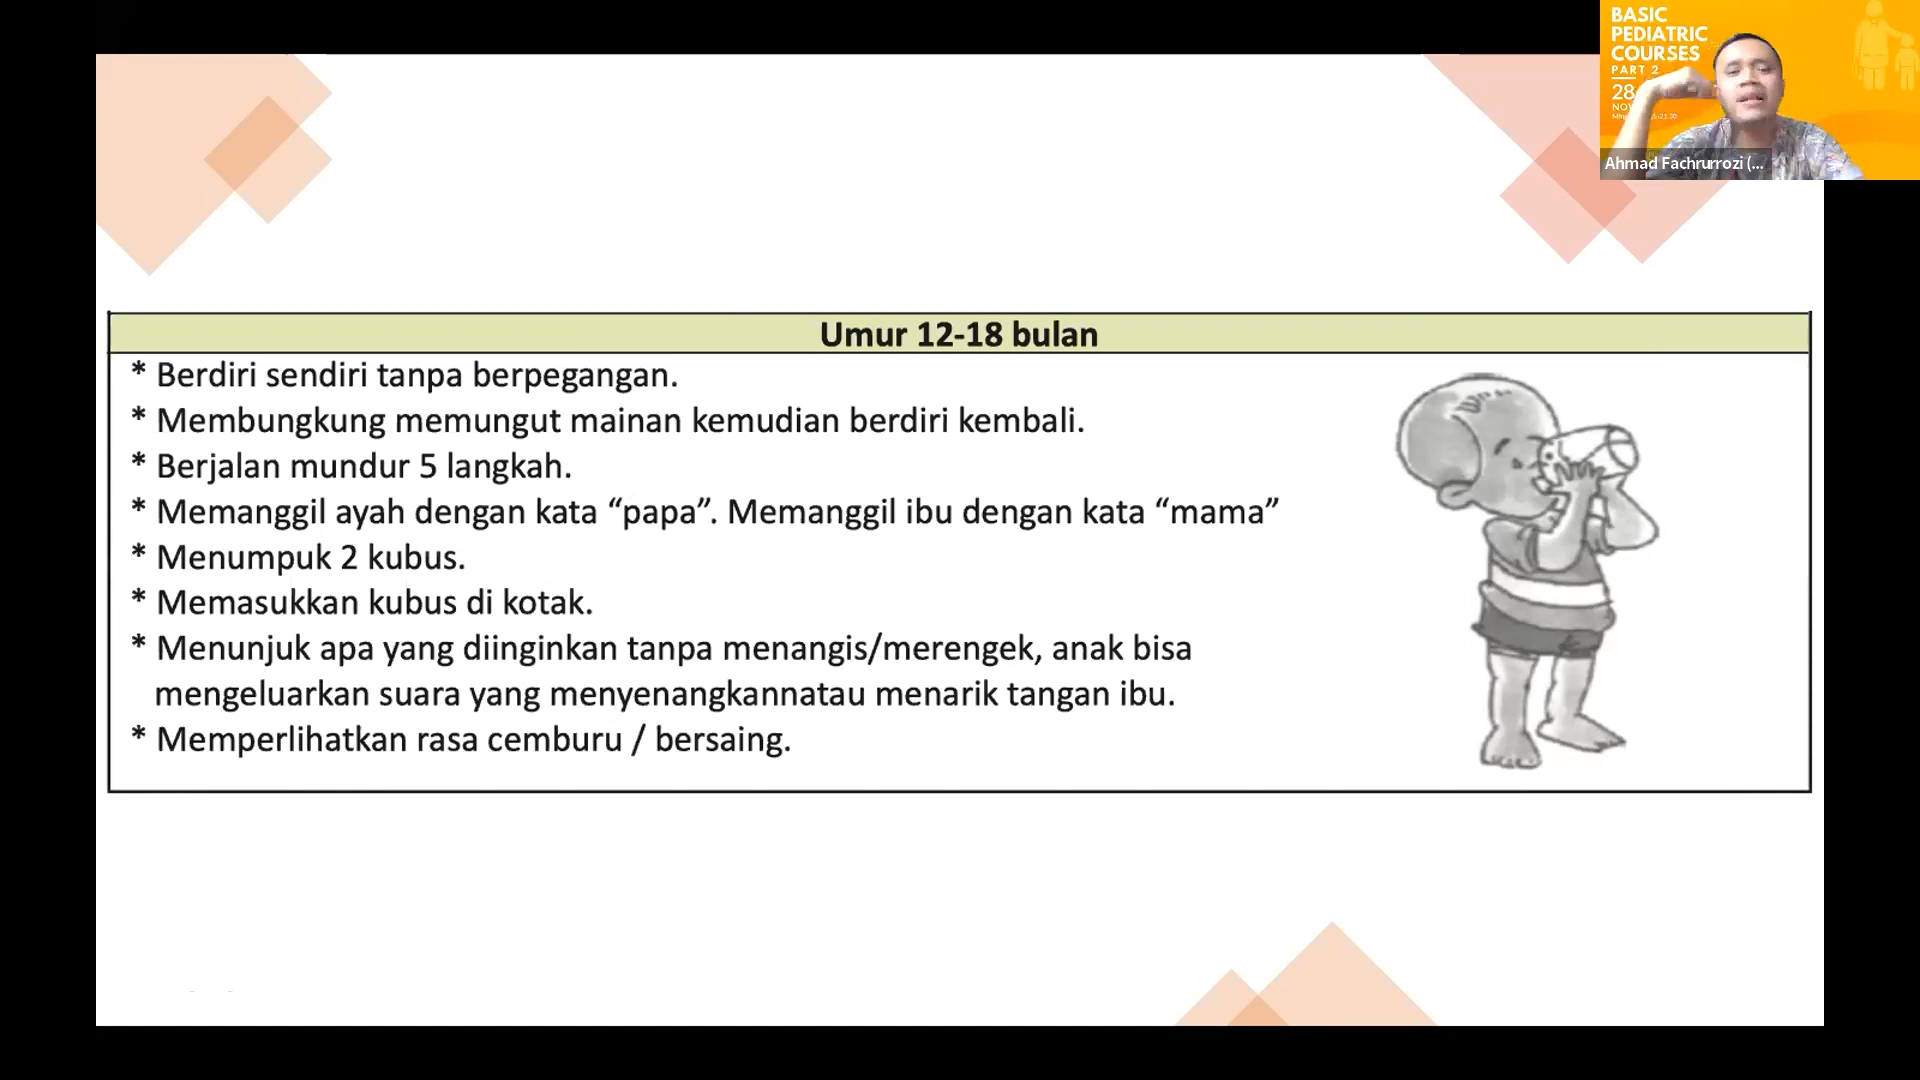 BASIC
PEDIATRIC
COURSES
PART 2
28
Ahmad Fachrurrozi (...
Umur 12-18 bulan
* Berdiri sendiri tanpa berpegangan.
* Membungkung memungut mainan kemudian berdiri kembali.
* Berjalan mundur 5 langkah.
* Memanggil ayah dengan kata “papa”. Memanggil ibu dengan kata “mama”
* Menumpuk 2 kubus.
* Memasukkan kubus di kotak.
* Menunjuk apa yang diinginkan tanpa menangis/merengek, anak bisa
mengeluarkan suara yang menyenangkannatau menarik tangan ibu.
* Memperlihatkan rasa cemburu / bersaing.